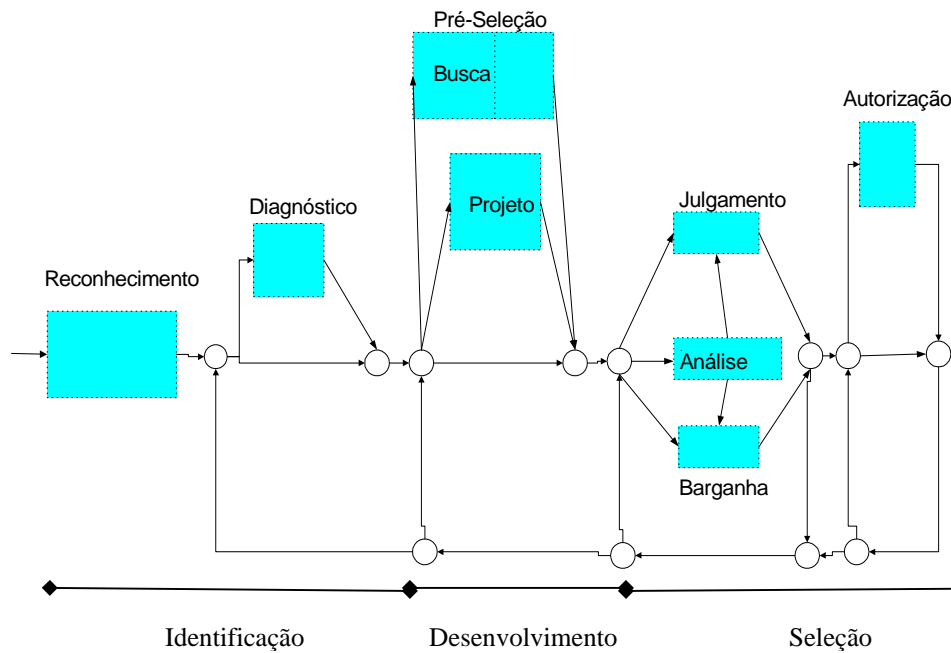 Pré-Seleção
Busca
Autorização
Projeto
Diagnóstico
Julgamento
Reconhecimento
Análise
Barganha
Identificação
Desenvolvimento
Seleção